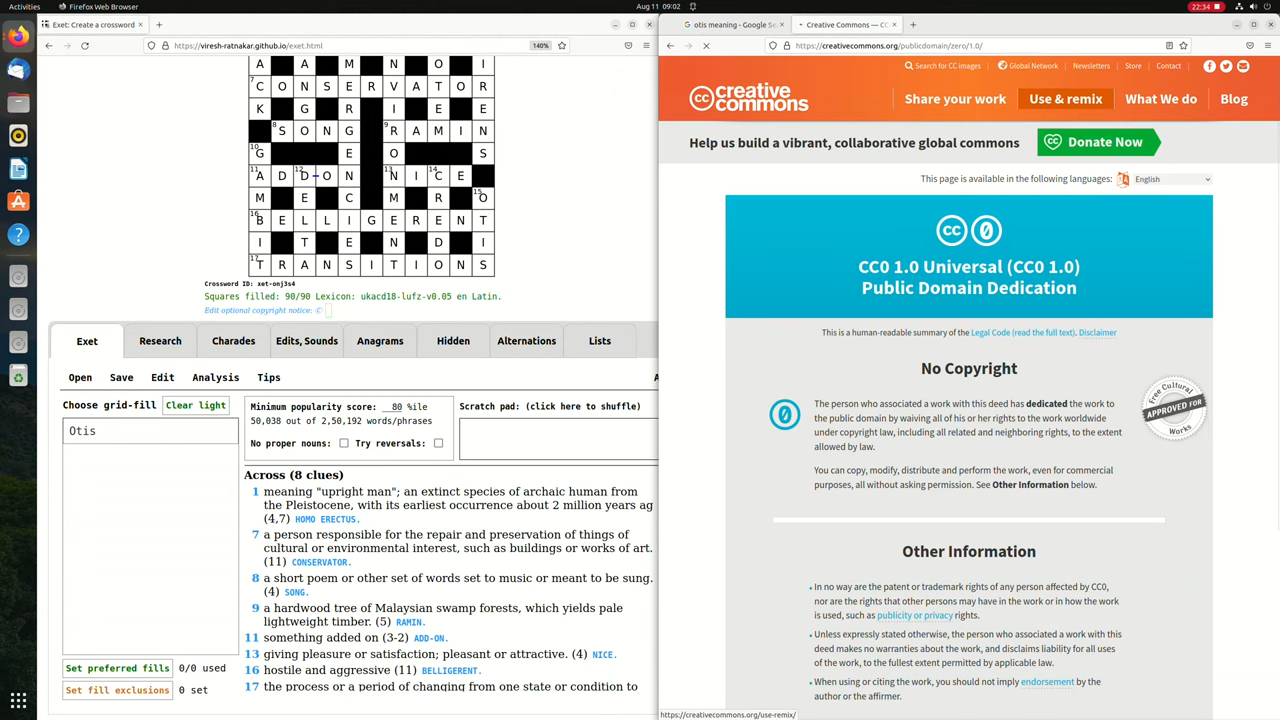 Activities
Firefox Web Browser
Aug 11 09:02
22:34
Exet: Create a crossword
otis meaning - Google Se
Creative Commons — CC
https://viresh-ratnakar.github.io/exet.html
140%
https://creativecommons.org/publicdomain/zero/1.0/
A A M N O I
7 C O N S E R V A T O R
K G R I E E
8 S O N G 9 R A M I N
10 G E O S
11 A D 12 D - O N 13 N I 14 C E
M E C M R 15 O
16 B E L L I G E R E N T
I T E N D I
17 T R A N S I T I O N S
Crossword ID: xet-onj3s4
Squares filled: 90/90 Lexicon: ukacd18-lufz-v0.05 en Latin.
Edit optional copyright notice: ©
Exet
Research
Charades
Edits, Sounds
Anagrams
Hidden
Alternations
Lists
Open
Save
Edit
Analysis
Tips
A
Choose grid-fill
Clear light
Otis
Minimum popularity score: 80 %ile
50,038 out of 2,50,192 words/phrases
No proper nouns:
Try reversals:
Scratch pad: (click here to shuffle)
Across (8 clues)
1 meaning "upright man"; an extinct species of archaic human from
the Pleistocene, with its earliest occurrence about 2 million years ag
(4,7) HOMO ERECTUS.
7 a person responsible for the repair and preservation of things of
cultural or environmental interest, such as buildings or works of art.
(11) CONSERVATOR.
8 a short poem or other set of words set to music or meant to be sung.
(4) SONG.
9 a hardwood tree of Malaysian swamp forests, which yields pale
lightweight timber. (5) RAMIN.
11 something added on (3-2) ADD-ON.
13 giving pleasure or satisfaction; pleasant or attractive. (4) NICE.
16 hostile and aggressive (11) BELLIGERENT.
17 the process or a period of changing from one state or condition to
Set preferred fills
0/0 used
Set fill exclusions
0 set
Search for CC images
Global Network
Newsletters
Store
Contact
cc creative commons
Share your work
Use & remix
What We do
Blog
Help us build a vibrant, collaborative global commons
Donate Now
This page is available in the following languages:
English
CC0 1.0 Universal (CC0 1.0)
Public Domain Dedication
This is a human-readable summary of the Legal Code (read the full text). Disclaimer
No Copyright
The person who associated a work with this deed has dedicated the work to
the public domain by waiving all of his or her rights to the work worldwide
under copyright law, including all related and neighboring rights, to the extent
allowed by law.
You can copy, modify, distribute and perform the work, even for commercial
purposes, all without asking permission. See Other Information below.
Free Cultural
APPROVED FOR
Works
Other Information
In no way are the patent or trademark rights of any person affected by CC0,
nor are the rights that other persons may have in the work or in how the work
is used, such as publicity or privacy rights.
Unless expressly stated otherwise, the person who associated a work with this
deed makes no warranties about the work, and disclaims liability for all uses
of the work, to the fullest extent permitted by applicable law.
When using or citing the work, you should not imply endorsement by the
author or the affirmer.
https://creativecommons.org/use-remix/